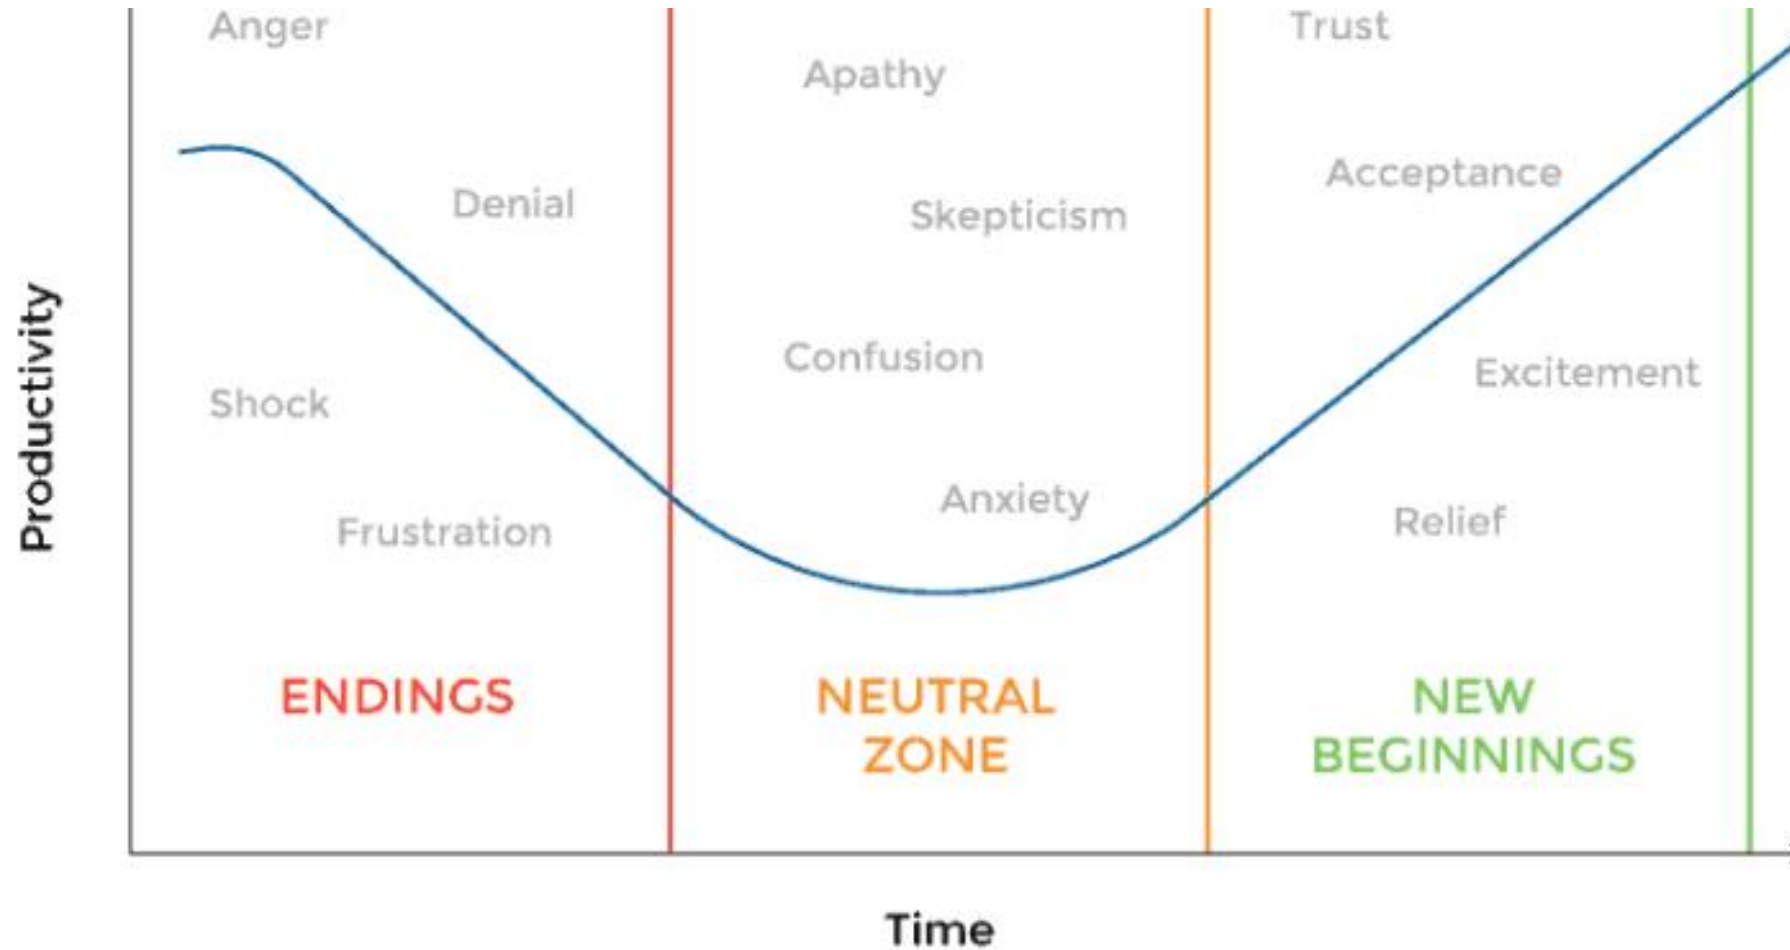 Anger
Trust
Apathy
Acceptance
Denial
Skepticism
Confusion
Excitement
Shock
Anxiety
Relief
Frustration
Productivity
ENDINGS
NEUTRAL
ZONE
NEW
BEGINNINGS
Time